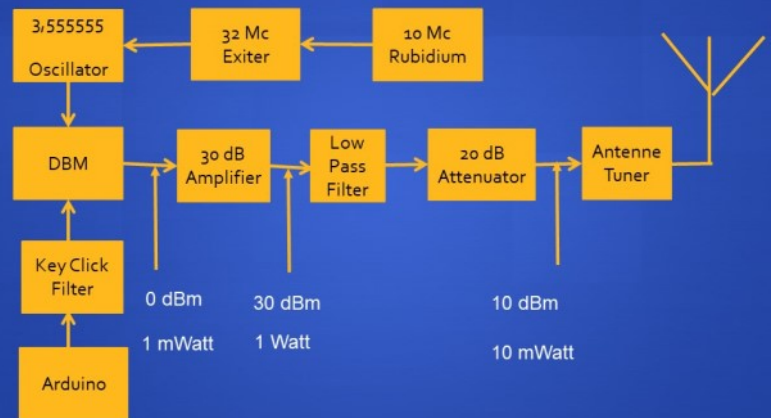 3,555555
Oscillator
32 Mc
Exiter
10 Mc
Rubidium
DBM
30 dB
Amplifier
Low
Pass
Filter
20 dB
Attenuator
Antenne
Tuner
Key Click
Filter
0 dBm
1 mWatt
30 dBm
1 Watt
10 dBm
10 mWatt
Arduino